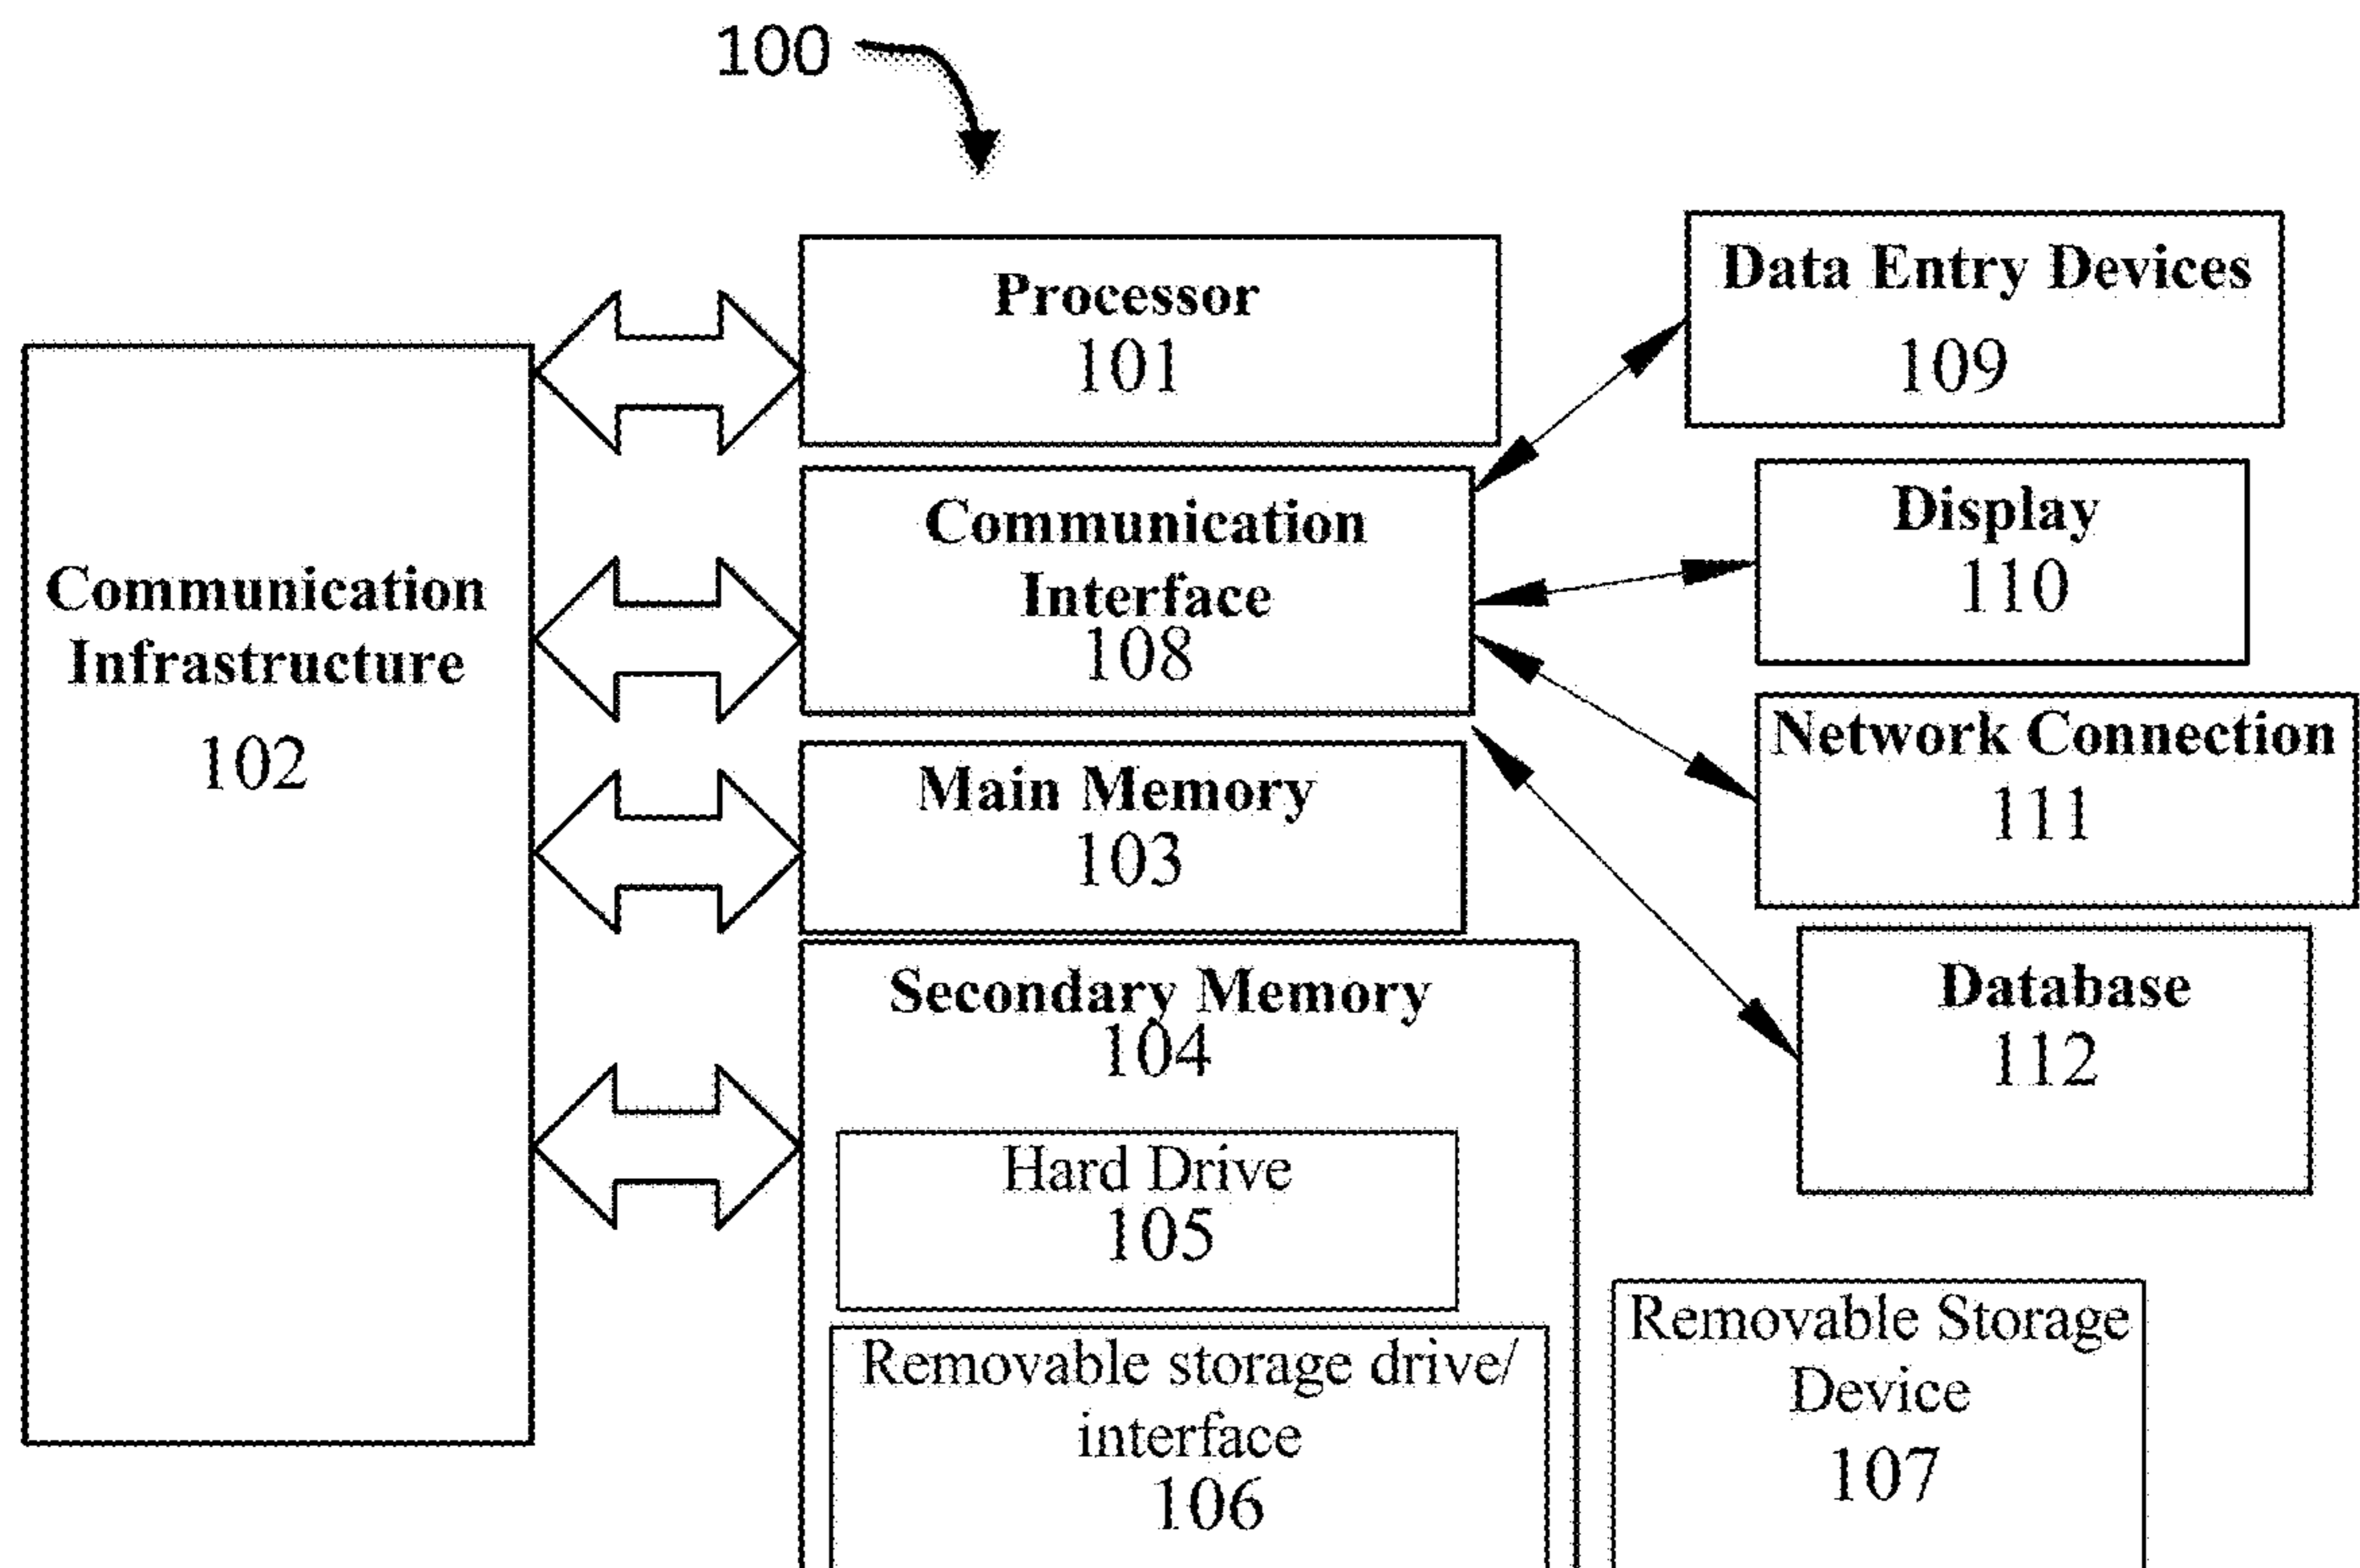 100
Processor
101
Data Entry Devices
109
Communication
Infrastructure
102
Communication
Interface
108
Display
110
Main Memory
103
Network Connection
111
Secondary Memory
104
Database
112
Hard Drive
105
Removable storage drive/
interface
106
Removable Storage
Device
107